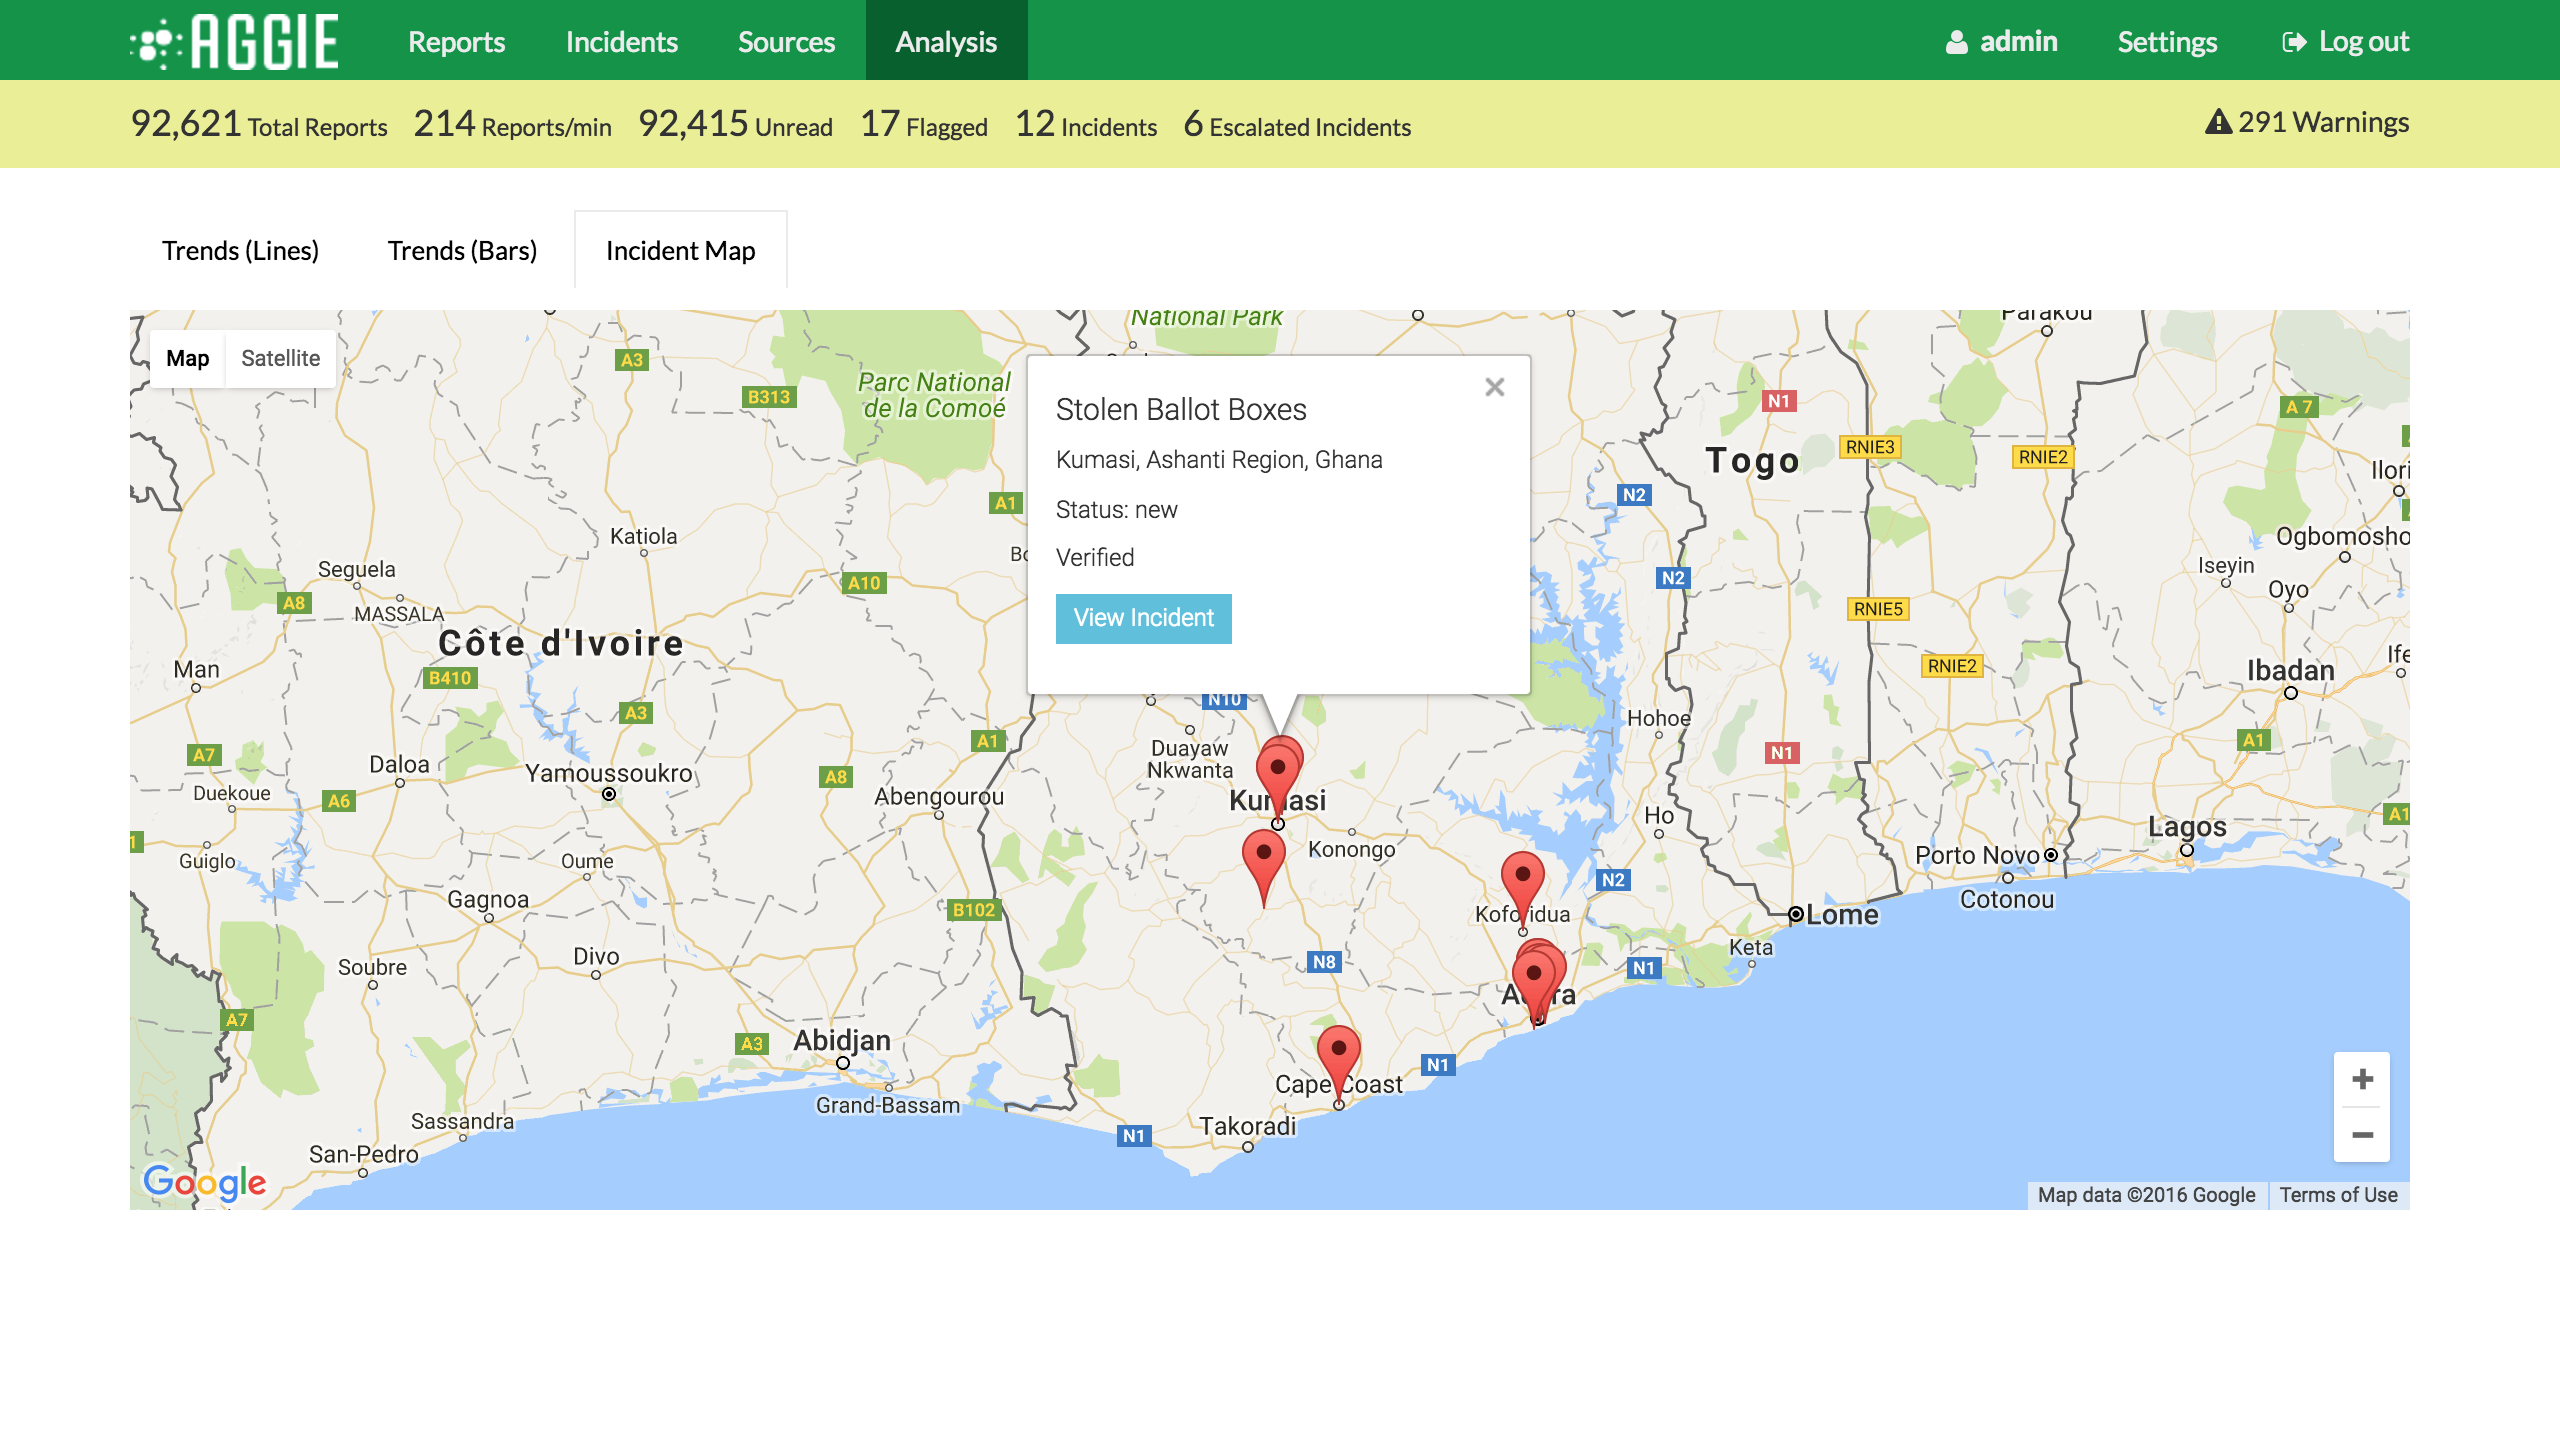 AGGIE Reports Incidents Sources Analysis admin Settings Log out
92,621 Total Reports 214 Reports/min 92,415 Unread 17 Flagged 12 Incidents 6 Escalated Incidents 291 Warnings
Trends (Lines) Trends (Bars) Incident Map
Map Satellite
National Park
Parakou
A3
Parc National
de la Comoé
B313
Stolen Ballot Boxes
Kumasi, Ashanti Region, Ghana
Status: new
Verified
View Incident
N1
A 7
RNIE3
RNIE2
Togo
Ilori
A1
N2
Katiola
Ogbomosho
Seguela
A10
N2
Iseyin
Oyo
A8
MASSALA
RNIE5
Côte d'Ivoire
Man
B410
RNIE2
Ife
Ibadan
N10
A3
Hohoe
A7
A1
Duayaw
Nkwanta
N1
A1
Daloa
Yamoussoukro
A8
Duekoue
A6
Abengourou
Kumasi
Ho
A1
Lagos
1
Guiglo
Oume
Konongo
Porto Novo
N2
Gagnoa
B102
Koforidua
Lome
Cotonou
Soubre
Divo
N8
N1
Keta
Accra
A7
A3
Abidjan
N1
Cape Coast
Grand-Bassam
Sassandra
N1
Takoradi
San-Pedro
Google
Map data ©2016 Google Terms of Use